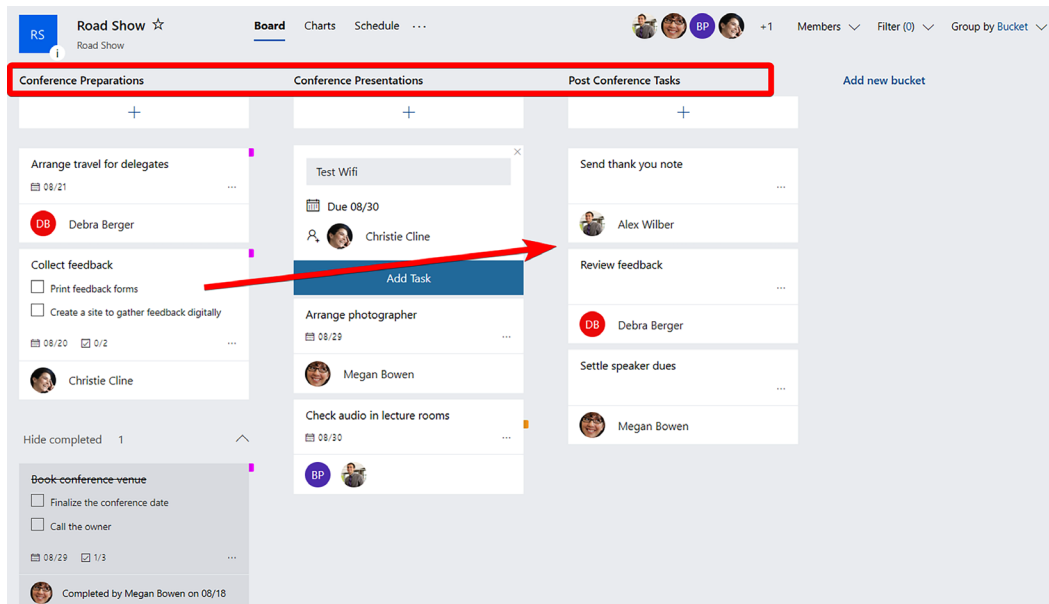 RS
i
Road Show
Road Show
Board Charts Schedule ...
BP +1 Members Filter (0) Group by Bucket
Conference Preparations
Arrange travel for delegates
08/21
...
DB Debra Berger
Collect feedback
Print feedback forms
Create a site to gather feedback digitally
08/20 0/2
...
Christie Cline
Hide completed 1
Book conference venue
Finalize the conference date
Call the owner
08/29 1/3
...
Completed by Megan Bowen on 08/18
Conference Presentations
Test Wifi
Due 08/30
Christie Cline
Add Task
Arrange photographer
08/29
...
Megan Bowen
Check audio in lecture rooms
08/30
...
BP
Post Conference Tasks
Send thank you note
...
Alex Wilber
Review feedback
...
DB Debra Berger
Settle speaker dues
...
Megan Bowen
Add new bucket